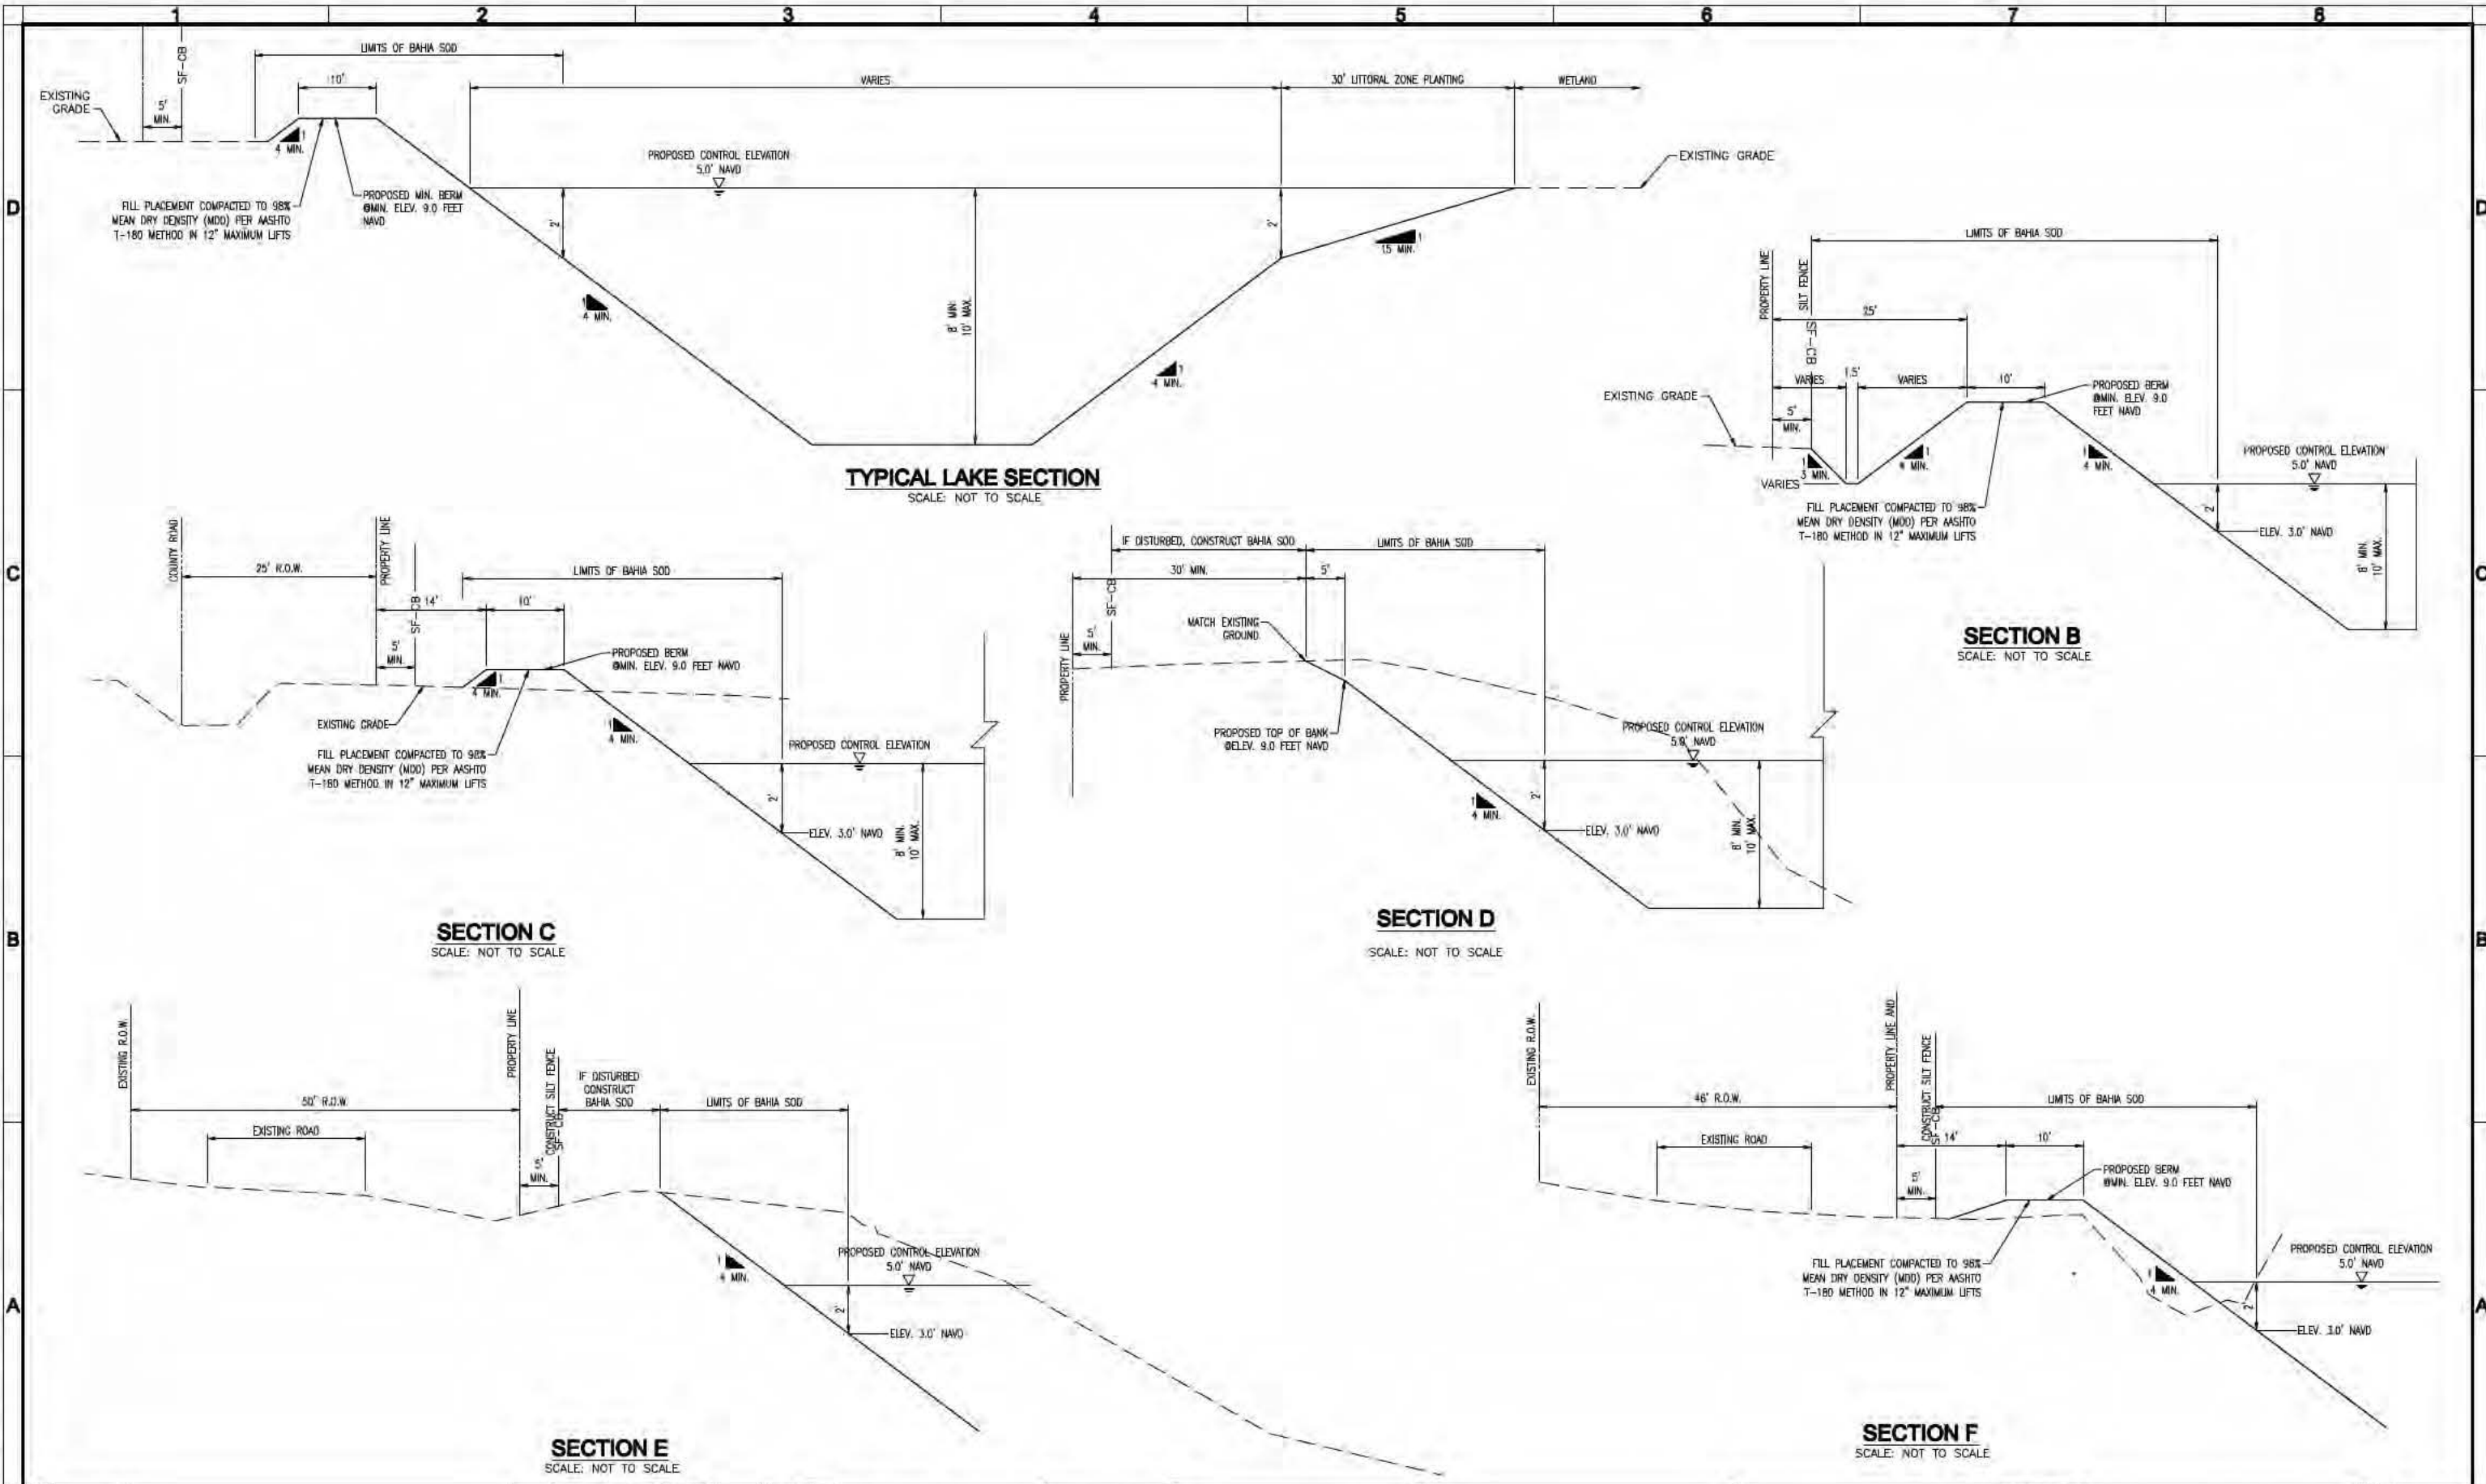 1 2 3 4 5 6 7 8
D
D
C
C
B
B
A
A
SF-CB
LIMITS OF BAHIA SOD
10'
EXISTING
GRADE
5'
MIN.
1
4 MIN.
VARIES
30' LITTORAL ZONE PLANTING
WETLAND
PROPOSED CONTROL ELEVATION
5.0' NAVD
EXISTING GRADE
FILL PLACEMENT COMPACTED TO 98%
MEAN DRY DENSITY (MDD) PER AASHTO
T-180 METHOD IN 12" MAXIMUM LIFTS
PROPOSED MIN. BERM
@MIN. ELEV. 9.0 FEET
NAVD
2'
2'
1
15 MIN.
1
4 MIN.
8' MIN.
10' MAX.
1
4 MIN.
TYPICAL LAKE SECTION
SCALE: NOT TO SCALE
PROPERTY LINE
SILT FENCE
SF-CB
LIMITS OF BAHIA SOD
25'
VARIES
1.5'
VARIES
10'
5'
MIN.
EXISTING GRADE
PROPOSED BERM
@MIN. ELEV. 9.0
FEET NAVD
1
3 MIN.
VARIES
1
4 MIN.
1
4 MIN.
PROPOSED CONTROL ELEVATION
5.0' NAVD
FILL PLACEMENT COMPACTED TO 98%
MEAN DRY DENSITY (MDD) PER AASHTO
T-180 METHOD IN 12" MAXIMUM LIFTS
2'
ELEV. 3.0' NAVD
8' MIN.
10' MAX.
SECTION B
SCALE: NOT TO SCALE
COUNTY ROAD
25' R.O.W.
PROPERTY LINE
SF-CB
14'
10'
LIMITS OF BAHIA SOD
5'
MIN.
PROPOSED BERM
@MIN. ELEV. 9.0 FEET NAVD
1
4 MIN.
EXISTING GRADE
1
4 MIN.
FILL PLACEMENT COMPACTED TO 98%
MEAN DRY DENSITY (MDD) PER AASHTO
T-180 METHOD IN 12" MAXIMUM LIFTS
PROPOSED CONTROL ELEVATION
2'
ELEV. 3.0' NAVD
8' MIN.
10' MAX.
SECTION C
SCALE: NOT TO SCALE
IF DISTURBED, CONSTRUCT BAHIA SOD
LIMITS OF BAHIA SOD
30' MIN.
5'
SF-CB
PROPERTY LINE
5'
MIN.
MATCH EXISTING
GROUND
PROPOSED TOP OF BANK
@ELEV. 9.0 FEET NAVD
PROPOSED CONTROL ELEVATION
5.0' NAVD
1
4 MIN.
2'
ELEV. 3.0' NAVD
8' MIN.
10' MAX.
SECTION D
SCALE: NOT TO SCALE
EXISTING R.O.W.
50' R.O.W.
EXISTING ROAD
PROPERTY LINE
CONSTRUCT SILT FENCE
SF-CB
5'
MIN.
IF DISTURBED
CONSTRUCT
BAHIA SOD
LIMITS OF BAHIA SOD
1
4 MIN.
PROPOSED CONTROL ELEVATION
5.0' NAVD
2'
ELEV. 3.0' NAVD
SECTION E
SCALE: NOT TO SCALE
EXISTING R.O.W.
46' R.O.W.
EXISTING ROAD
PROPERTY LINE AND
CONSTRUCT SILT FENCE
SF-CB
LIMITS OF BAHIA SOD
14'
10'
5'
MIN.
PROPOSED BERM
@MIN. ELEV. 9.0 FEET NAVD
FILL PLACEMENT COMPACTED TO 98%
MEAN DRY DENSITY (MDD) PER AASHTO
T-180 METHOD IN 12" MAXIMUM LIFTS
1
4 MIN.
PROPOSED CONTROL ELEVATION
5.0' NAVD
2'
ELEV. 3.0' NAVD
SECTION F
SCALE: NOT TO SCALE